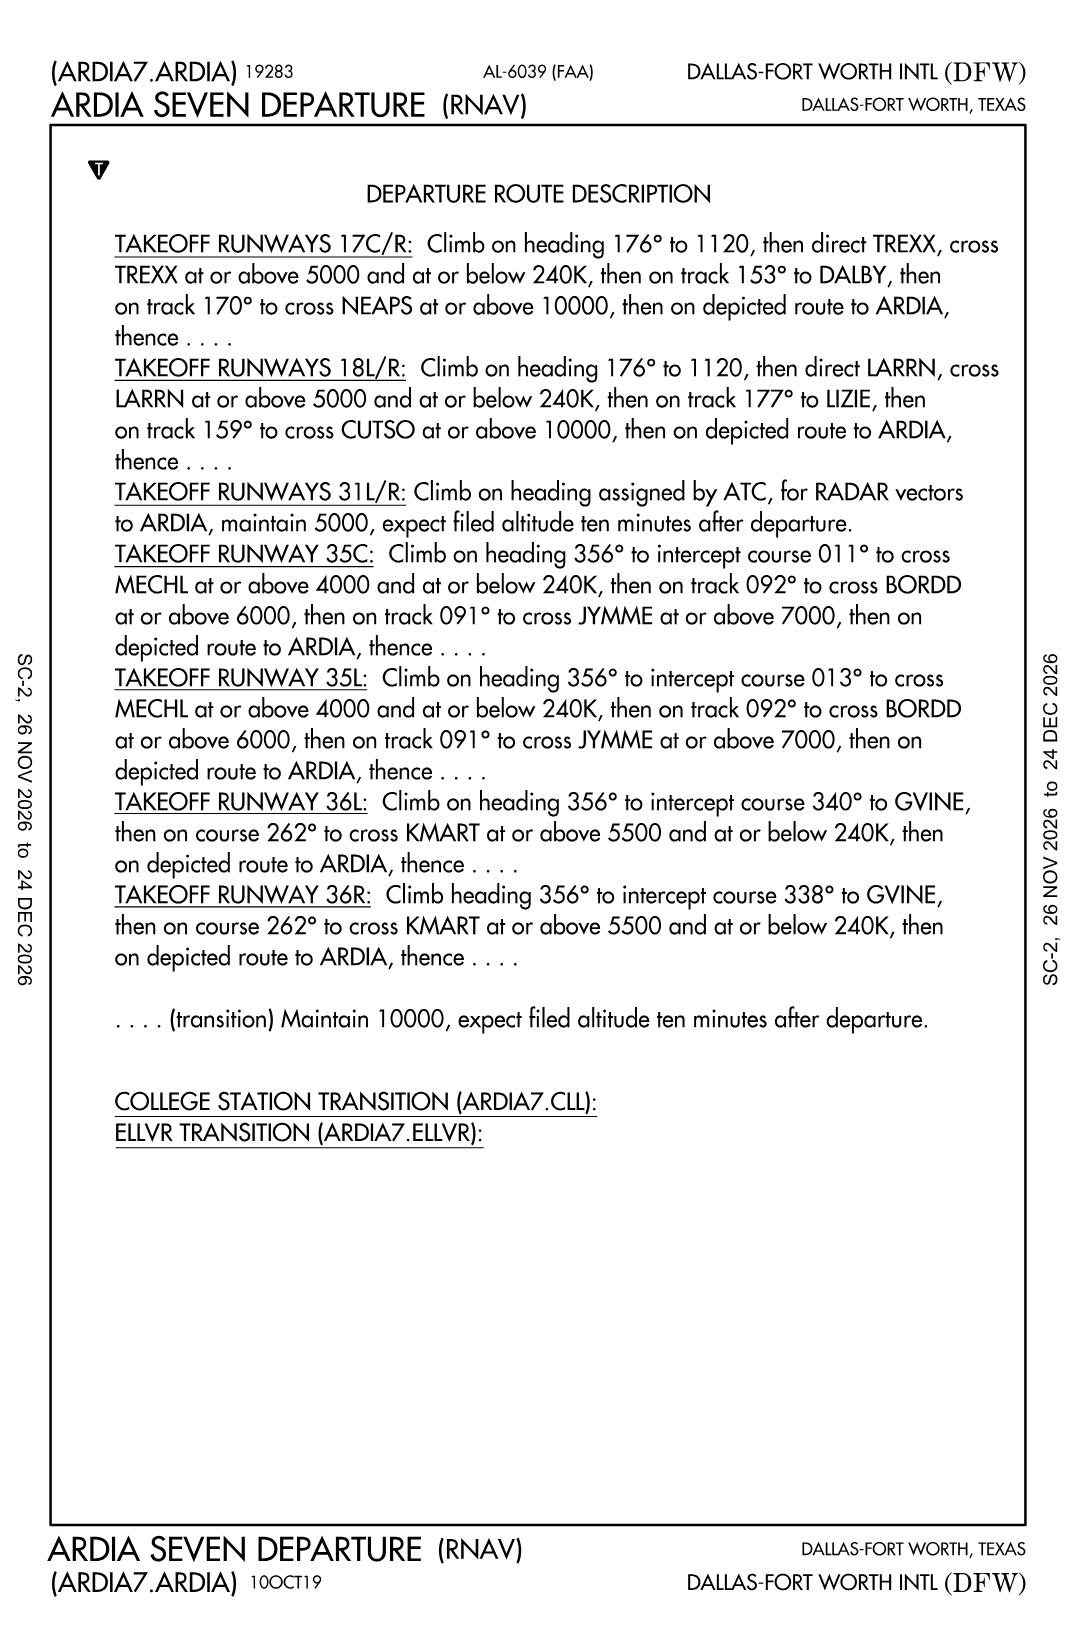 (ARDIA7.ARDIA) 19283 AL-6039 (FAA) DALLAS-FORT WORTH INTL (DFW)
ARDIA SEVEN DEPARTURE (RNAV) DALLAS-FORT WORTH, TEXAS
T
DEPARTURE ROUTE DESCRIPTION
TAKEOFF RUNWAYS 17C/R: Climb on heading 176° to 1120, then direct TREXX, cross
TREXX at or above 5000 and at or below 240K, then on track 153° to DALBY, then
on track 170° to cross NEAPS at or above 10000, then on depicted route to ARDIA,
thence . . . .
TAKEOFF RUNWAYS 18L/R: Climb on heading 176° to 1120, then direct LARRN, cross
LARRN at or above 5000 and at or below 240K, then on track 177° to LIZIE, then
on track 159° to cross CUTSO at or above 10000, then on depicted route to ARDIA,
thence . . . .
TAKEOFF RUNWAYS 31L/R: Climb on heading assigned by ATC, for RADAR vectors
to ARDIA, maintain 5000, expect filed altitude ten minutes after departure.
TAKEOFF RUNWAY 35C: Climb on heading 356° to intercept course 011° to cross
MECHL at or above 4000 and at or below 240K, then on track 092° to cross BORDD
at or above 6000, then on track 091° to cross JYMME at or above 7000, then on
depicted route to ARDIA, thence . . . .
TAKEOFF RUNWAY 35L: Climb on heading 356° to intercept course 013° to cross
MECHL at or above 4000 and at or below 240K, then on track 092° to cross BORDD
at or above 6000, then on track 091° to cross JYMME at or above 7000, then on
depicted route to ARDIA, thence . . . .
TAKEOFF RUNWAY 36L: Climb on heading 356° to intercept course 340° to GVINE,
then on course 262° to cross KMART at or above 5500 and at or below 240K, then
on depicted route to ARDIA, thence . . . .
TAKEOFF RUNWAY 36R: Climb heading 356° to intercept course 338° to GVINE,
then on course 262° to cross KMART at or above 5500 and at or below 240K, then
on depicted route to ARDIA, thence . . . .
. . . . (transition) Maintain 10000, expect filed altitude ten minutes after departure.
COLLEGE STATION TRANSITION (ARDIA7.CLL):
ELLVR TRANSITION (ARDIA7.ELLVR):
SC-2, 26 NOV 2026 to 24 DEC 2026
SC-2, 26 NOV 2026 to 24 DEC 2026
ARDIA SEVEN DEPARTURE (RNAV) DALLAS-FORT WORTH, TEXAS
(ARDIA7.ARDIA) 10OCT19 DALLAS-FORT WORTH INTL (DFW)